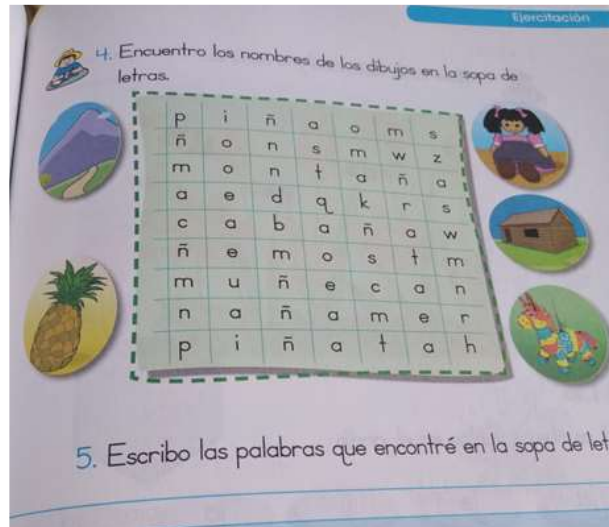 Ejercitación
4. Encuentro los nombres de los dibujos en la sopa de
letras.
p i ñ a o m s
ñ o n s m w z
m o n t a ñ a
a e d q k r s
c a b a ñ a w
ñ e m o s t m
m u ñ e c a n
n a ñ a m e r
p i ñ a t a h
5. Escribo las palabras que encontré en la sopa de let